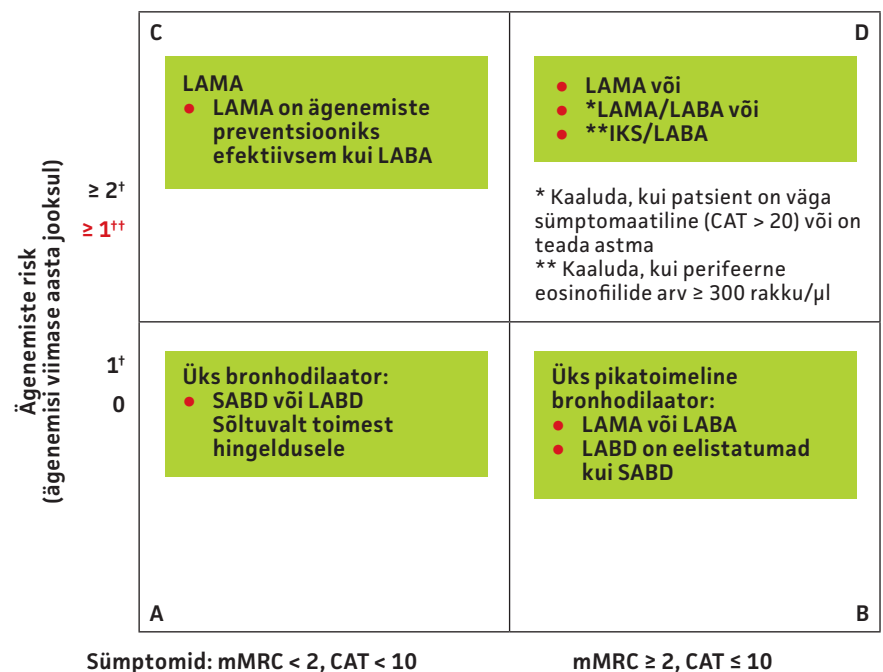 C
LAMA
● LAMA on ägenemiste
preventsiooniks
efektiivsem kui LABA
D
● LAMA või
● *LAMA/LABA või
● **IKS/LABA
* Kaaluda, kui patsient on väga
sümptomaatiline (CAT > 20) või on
teada astma
** Kaaluda, kui perifeerne
eosinofiilide arv ≥ 300 rakku/µl
Ägenemiste risk
(ägenemisi viimase aasta jooksul)
≥ 2†
≥ 1††
1†
0
Üks bronhodilaator:
● SABD või LABD
Sõltuvalt toimest
hingeldusele
A
Üks pikatoimeline
bronhodilaator:
● LAMA või LABA
● LABD on eelistatumad
kui SABD
B
Sümptomid: mMRC < 2, CAT < 10
mMRC ≥ 2, CAT ≤ 10